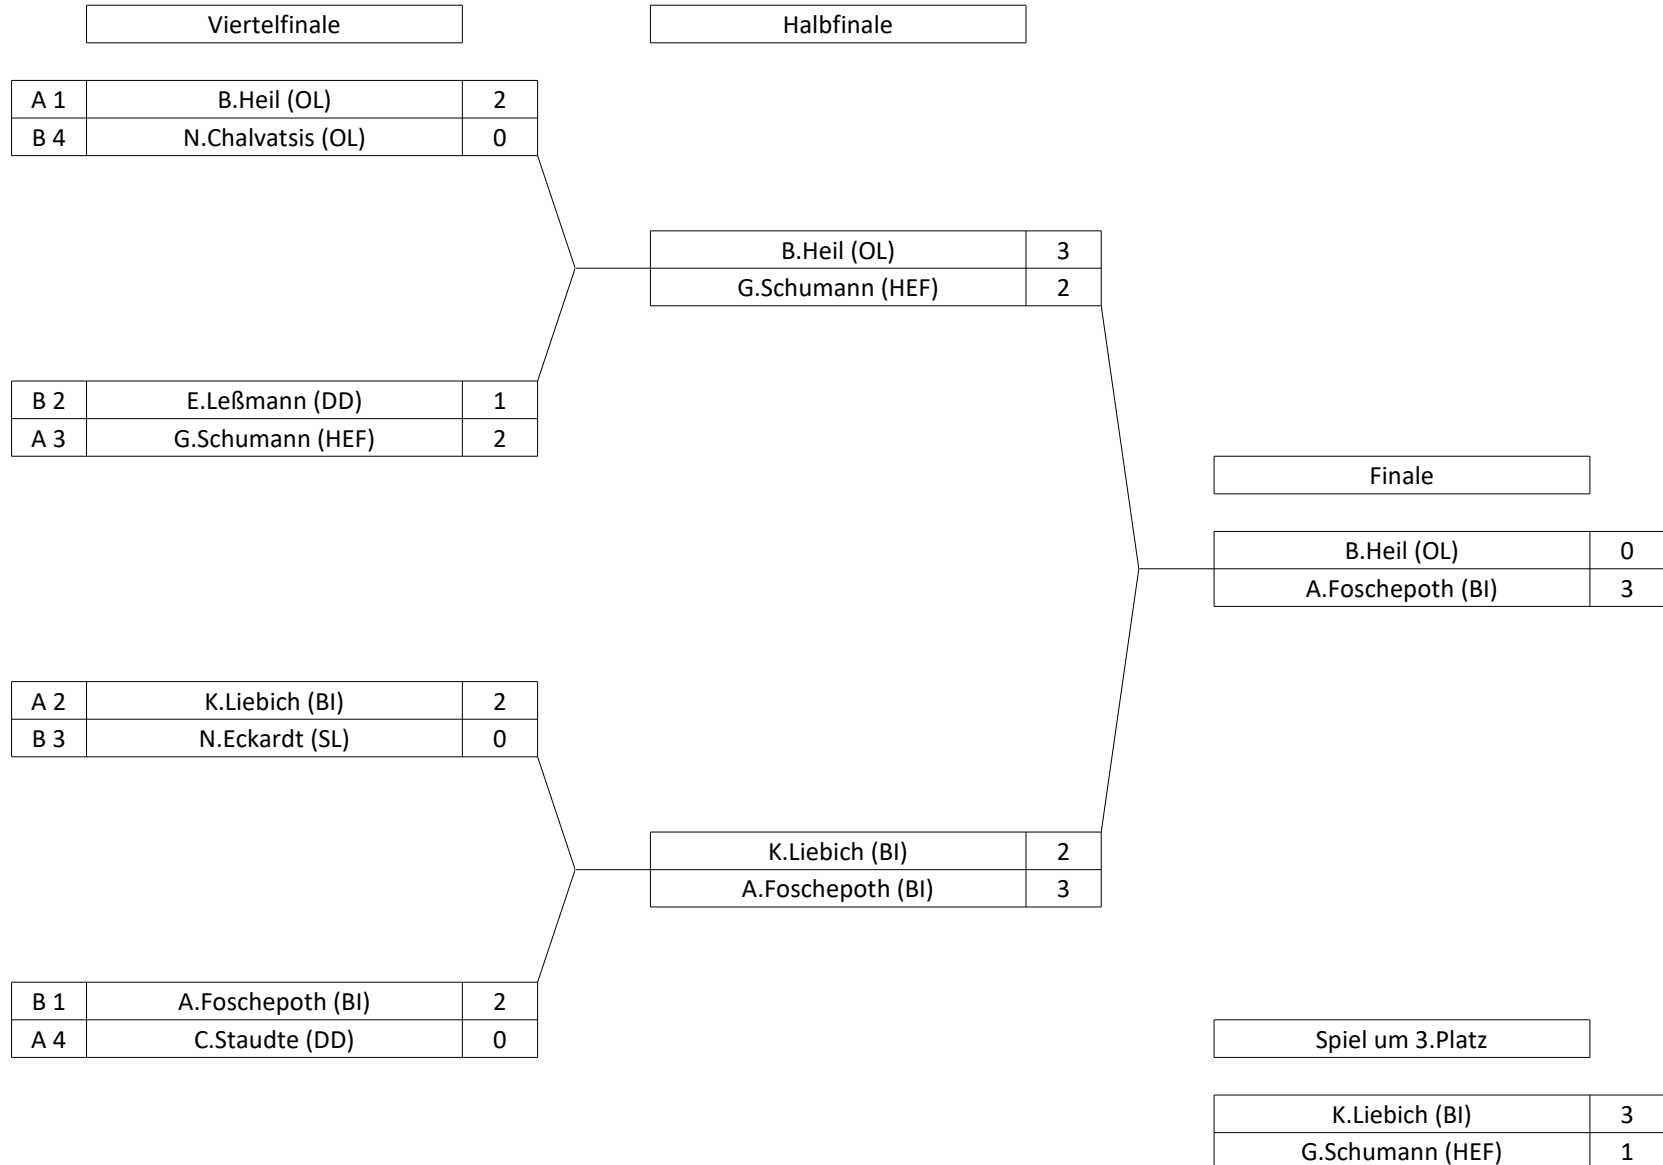 Viertelfinale Halbfinale
A 1 B.Heil (OL) 2
B 4 N.Chalvatsis (OL) 0
B.Heil (OL) 3
G.Schumann (HEF) 2
B 2 E.Leßmann (DD) 1
A 3 G.Schumann (HEF) 2
Finale
B.Heil (OL) 0
A.Foschepoth (BI) 3
A 2 K.Liebich (BI) 2
B 3 N.Eckardt (SL) 0
K.Liebich (BI) 2
A.Foschepoth (BI) 3
B 1 A.Foschepoth (BI) 2
A 4 C.Staudte (DD) 0
Spiel um 3.Platz
K.Liebich (BI) 3
G.Schumann (HEF) 1